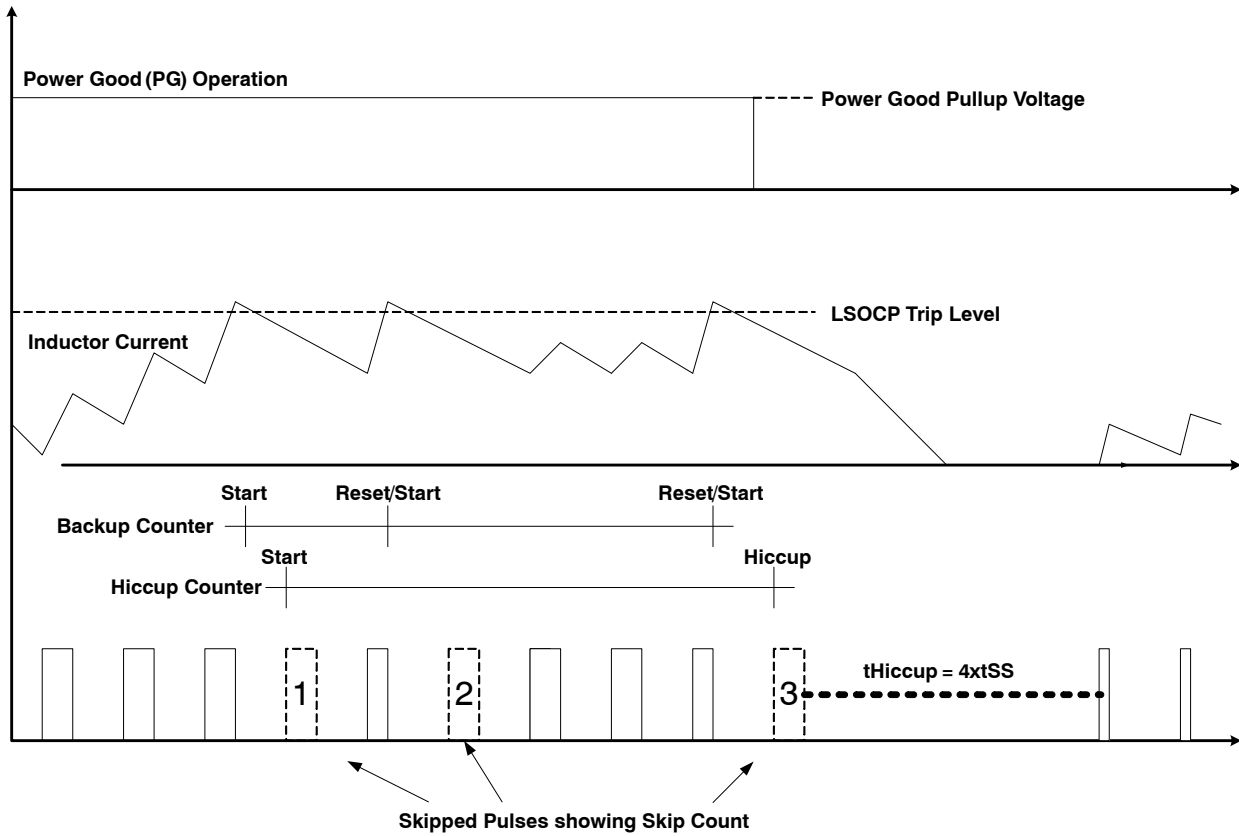 Power Good (PG) Operation
Power Good Pullup Voltage
LSOCP Trip Level
Inductor Current
Start
Reset/Start
Reset/Start
Backup Counter
Start
Hiccup
Hiccup Counter
tHiccup = 4xtSS
1
2
3
Skipped Pulses showing Skip Count